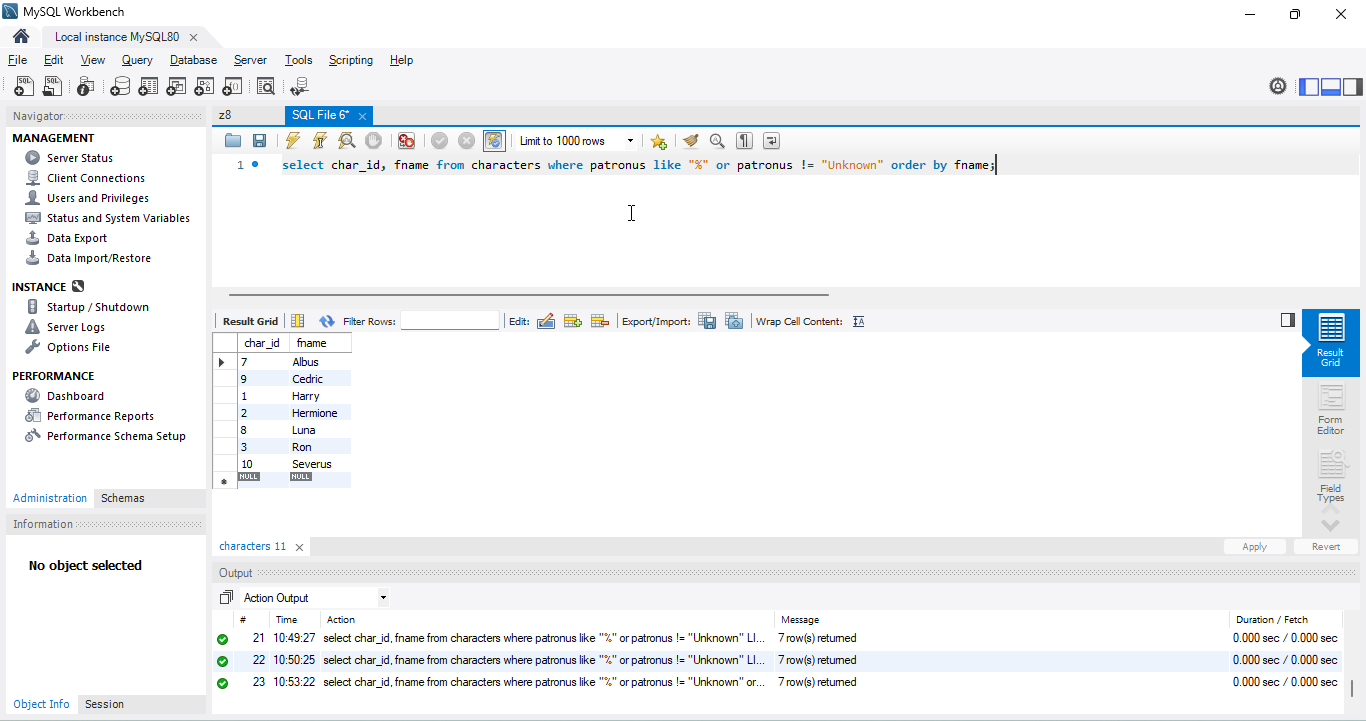 MySQL Workbench
Local instance MySQL80
File Edit View Query Database Server Tools Scripting Help
Navigator
MANAGEMENT
Server Status
Client Connections
Users and Privileges
Status and System Variables
Data Export
Data Import/Restore
INSTANCE
Startup / Shutdown
Server Logs
Options File
PERFORMANCE
Dashboard
Performance Reports
Performance Schema Setup
Administration Schemas
Information
No object selected
Object Info Session
z8 SQL File 6*
Limit to 1000 rows
1 select char_id, fname from characters where patronus like "%" or patronus != "Unknown" order by fname;
Result Grid Filter Rows: Edit: Export/Import: Wrap Cell Content:
char_id fname
7 Albus
9 Cedric
1 Harry
2 Hermione
8 Luna
3 Ron
10 Severus
NULL NULL
Result
Grid
Form
Editor
Field
Types
characters 11 Apply Revert
Output
Action Output
# Time Action Message Duration / Fetch
21 10:49:27 select char_id, fname from characters where patronus like "%" or patronus != "Unknown" LI... 7 row(s) returned 0.000 sec / 0.000 sec
22 10:50:25 select char_id, fname from characters where patronus like "%" or patronus != "Unknown" LI... 7 row(s) returned 0.000 sec / 0.000 sec
23 10:53:22 select char_id, fname from characters where patronus like "%" or patronus != "Unknown" or... 7 row(s) returned 0.000 sec / 0.000 sec